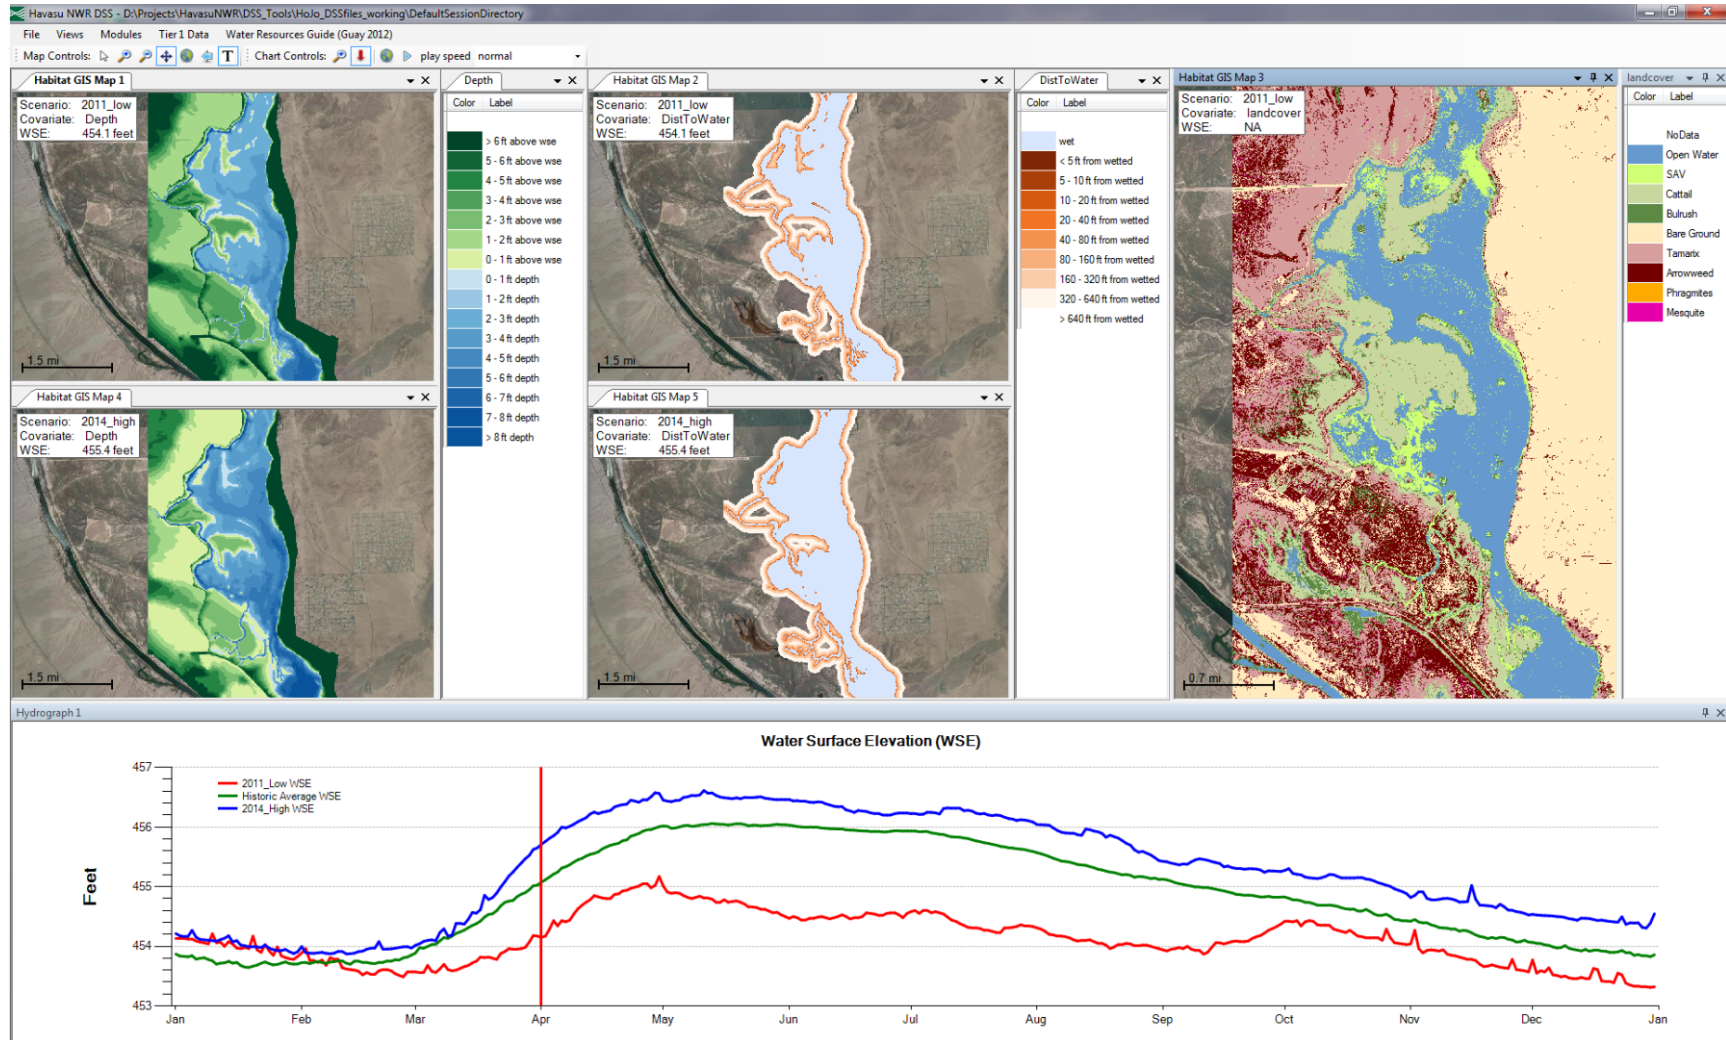 Havasu NWR DSS - D:\Projects\HavasuNWR\DSS_Tools\HoJo_DSSfiles_working\DefaultSessionDirectory
File Views Modules Tier 1 Data Water Resources Guide (Guay 2012)
Map Controls: T Chart Controls: play speed normal
Habitat GIS Map 1
Scenario: 2011_low
Covariate: Depth
WSE: 454.1 feet
1.5 mi
Depth
Color Label
> 6 ft above wse
5 - 6 ft above wse
4 - 5 ft above wse
3 - 4 ft above wse
2 - 3 ft above wse
1 - 2 ft above wse
0 - 1 ft above wse
0 - 1 ft depth
1 - 2 ft depth
2 - 3 ft depth
3 - 4 ft depth
4 - 5 ft depth
5 - 6 ft depth
6 - 7 ft depth
7 - 8 ft depth
> 8 ft depth
Habitat GIS Map 2
Scenario: 2011_low
Covariate: DistToWater
WSE: 454.1 feet
1.5 mi
DistToWater
Color Label
wet
< 5 ft from wetted
5 - 10 ft from wetted
10 - 20 ft from wetted
20 - 40 ft from wetted
40 - 80 ft from wetted
80 - 160 ft from wetted
160 - 320 ft from wetted
320 - 640 ft from wetted
> 640 ft from wetted
Habitat GIS Map 3
Scenario: 2011_low
Covariate: landcover
WSE: NA
0.7 mi
landcover
Color Label
NoData
Open Water
SAV
Cattail
Bulrush
Bare Ground
Tamarix
Arrowweed
Phragmites
Mesquite
Habitat GIS Map 4
Scenario: 2014_high
Covariate: Depth
WSE: 455.4 feet
1.5 mi
Habitat GIS Map 5
Scenario: 2014_high
Covariate: DistToWater
WSE: 455.4 feet
1.5 mi
Hydrograph 1
Water Surface Elevation (WSE)
2011_Low WSE
Historic Average WSE
2014_High WSE
Feet
457
456
455
454
453
Jan Feb Mar Apr May Jun Jul Aug Sep Oct Nov Dec Jan